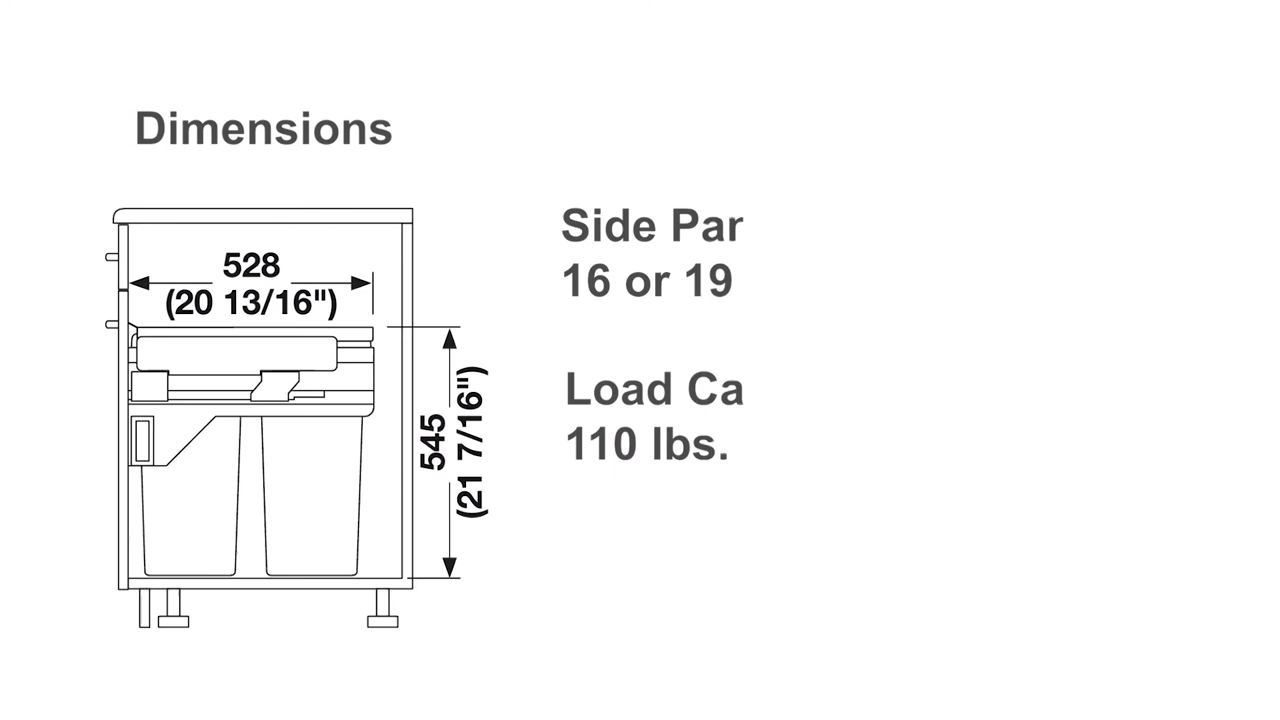 Dimensions
528
(20 13/16")
545
(21 7/16")
Side Par
16 or 19
Load Ca
110 lbs.